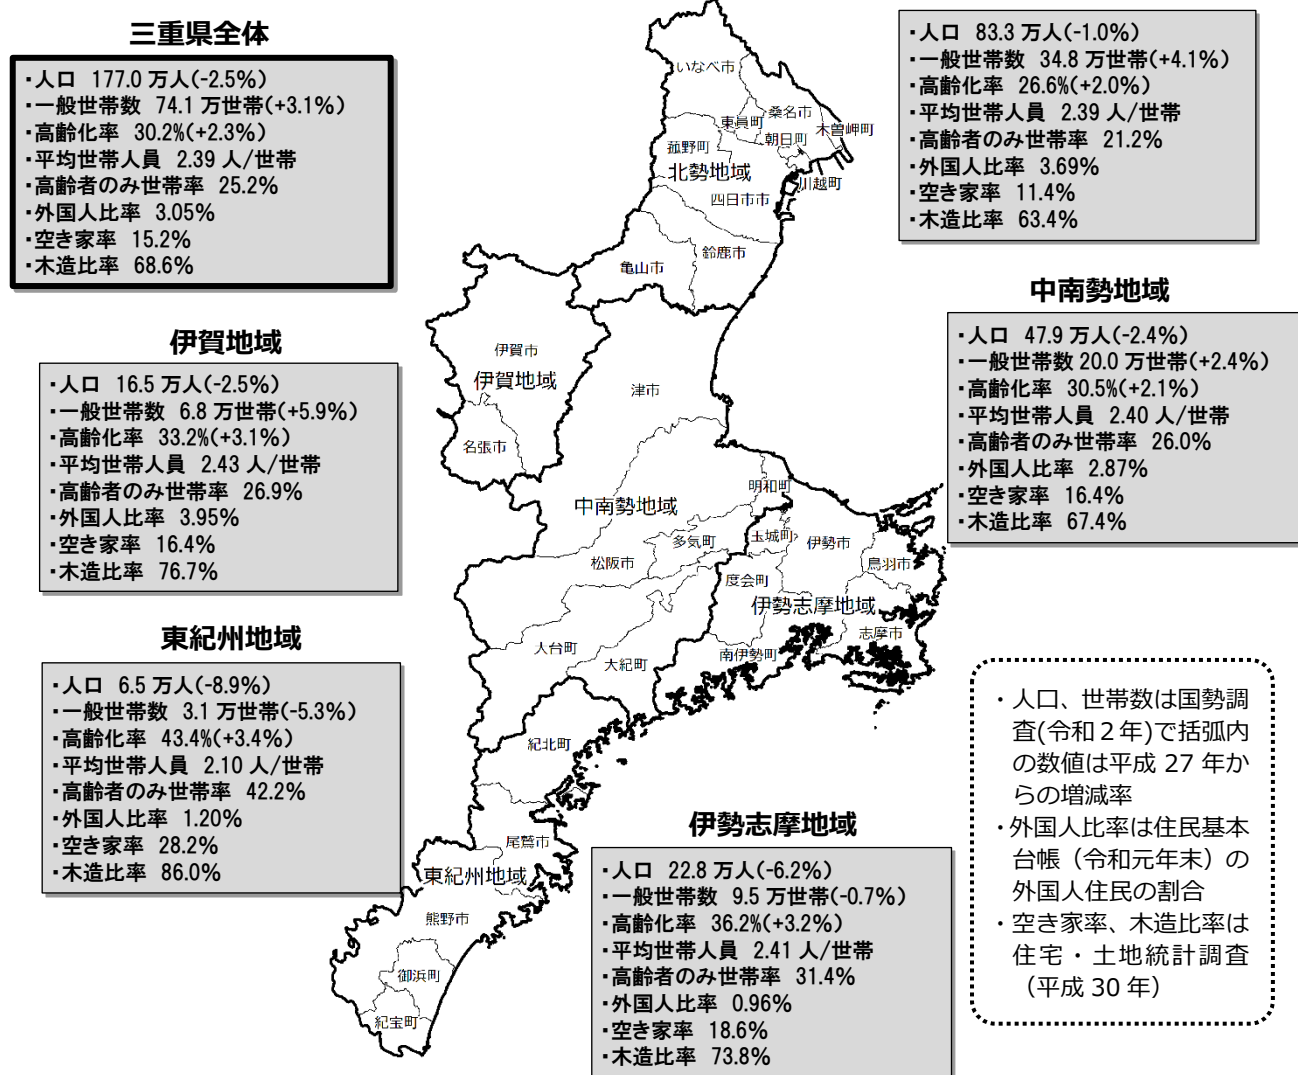 三重県全体
・人口 177.0 万人(-2.5%)
・一般世帯数 74.1 万世帯(+3.1%)
・高齢化率 30.2%(+2.3%)
・平均世帯人員 2.39 人/世帯
・高齢者のみ世帯率 25.2%
・外国人比率 3.05%
・空き家率 15.2%
・木造比率 68.6%
・人口 83.3 万人(-1.0%)
・一般世帯数 34.8 万世帯(+4.1%)
・高齢化率 26.6%(+2.0%)
・平均世帯人員 2.39 人/世帯
・高齢者のみ世帯率 21.2%
・外国人比率 3.69%
・空き家率 11.4%
・木造比率 63.4%
いなべ市
桑名市
東員町
木曽岬町
朝日町
菰野町
北勢地域
川越町
四日市市
鈴鹿市
亀山市
中南勢地域
・人口 47.9 万人(-2.4%)
・一般世帯数 20.0 万世帯(+2.4%)
・高齢化率 30.5%(+2.1%)
・平均世帯人員 2.40 人/世帯
・高齢者のみ世帯率 26.0%
・外国人比率 2.87%
・空き家率 16.4%
・木造比率 67.4%
伊賀地域
・人口 16.5 万人(-2.5%)
・一般世帯数 6.8 万世帯(+5.9%)
・高齢化率 33.2%(+3.1%)
・平均世帯人員 2.43 人/世帯
・高齢者のみ世帯率 26.9%
・外国人比率 3.95%
・空き家率 16.4%
・木造比率 76.7%
伊賀市
伊賀地域
名張市
津市
中南勢地域
明和町
多気町
玉城町
伊勢市
松阪市
鳥羽市
度会町
伊勢志摩地域
志摩市
大台町
大紀町
南伊勢町
東紀州地域
・人口 6.5 万人(-8.9%)
・一般世帯数 3.1 万世帯(-5.3%)
・高齢化率 43.4%(+3.4%)
・平均世帯人員 2.10 人/世帯
・高齢者のみ世帯率 42.2%
・外国人比率 1.20%
・空き家率 28.2%
・木造比率 86.0%
紀北町
尾鷲市
東紀州地域
熊野市
御浜町
紀宝町
伊勢志摩地域
・人口 22.8 万人(-6.2%)
・一般世帯数 9.5 万世帯(-0.7%)
・高齢化率 36.2%(+3.2%)
・平均世帯人員 2.41 人/世帯
・高齢者のみ世帯率 31.4%
・外国人比率 0.96%
・空き家率 18.6%
・木造比率 73.8%
・人口、世帯数は国勢調
査(令和２年)で括弧内
の数値は平成 27 年か
らの増減率
・外国人比率は住民基本
台帳（令和元年末）の
外国人住民の割合
・空き家率、木造比率は
住宅・土地統計調査
（平成 30 年）